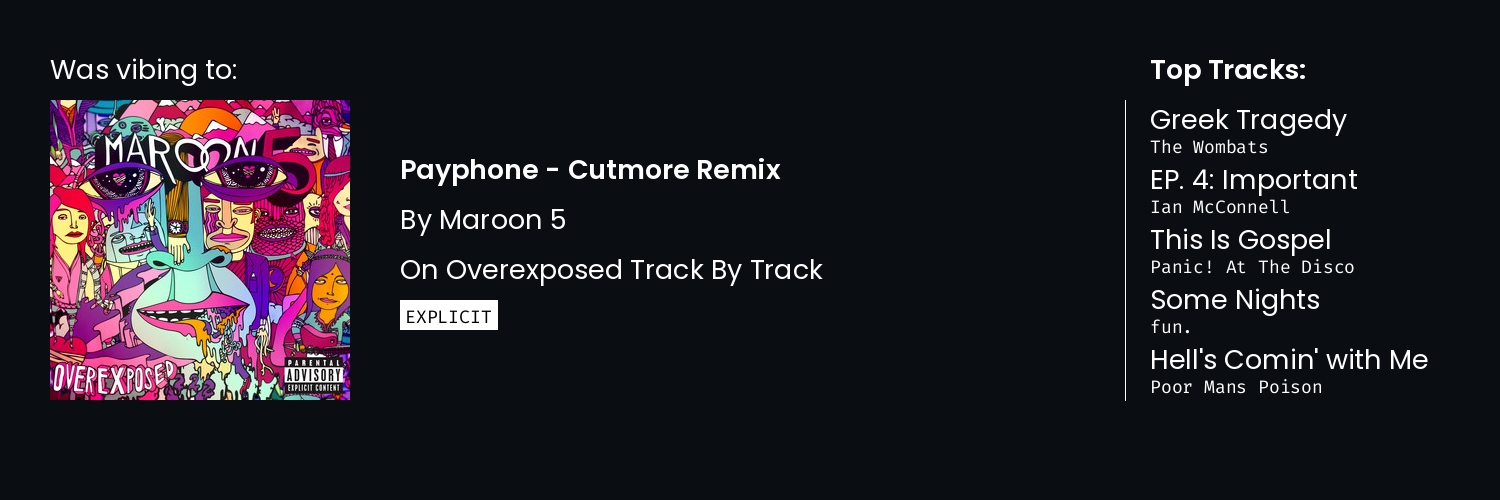 Was vibing to:
MAROON 5
OVEREXPOSED
PARENTAL
ADVISORY
EXPLICIT CONTENT
Payphone - Cutmore Remix
By Maroon 5
On Overexposed Track By Track
EXPLICIT
Top Tracks:
Greek Tragedy
The Wombats
EP. 4: Important
Ian McConnell
This Is Gospel
Panic! At The Disco
Some Nights
fun.
Hell's Comin' with Me
Poor Mans Poison